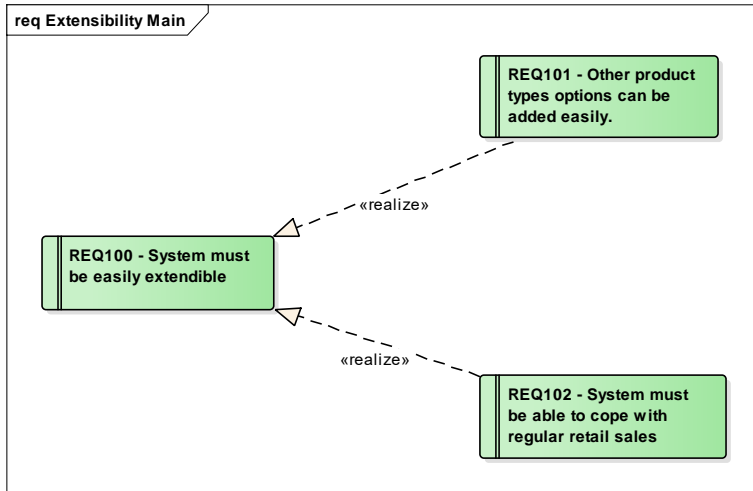 req Extensibility Main
REQ101 - Other product
types options can be
added easily.
«realize»
REQ100 - System must
be easily extendible
«realize»
REQ102 - System must
be able to cope with
regular retail sales